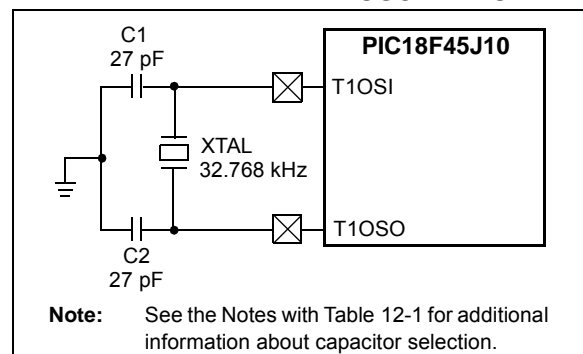 C1
27 pF
PIC18F45J10
T1OSI
XTAL
32.768 kHz
T1OSO
C2
27 pF
Note: See the Notes with Table 12-1 for additional
information about capacitor selection.